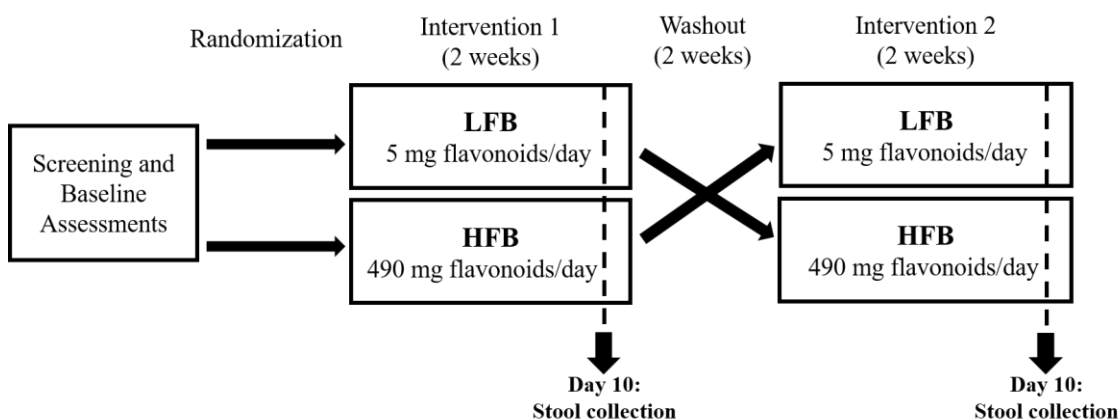 Randomization
Intervention 1
(2 weeks)
Washout
(2 weeks)
Intervention 2
(2 weeks)
Screening and
Baseline
Assessments
LFB
5 mg flavonoids/day
HFB
490 mg flavonoids/day
LFB
5 mg flavonoids/day
HFB
490 mg flavonoids/day
Day 10:
Stool collection
Day 10:
Stool collection